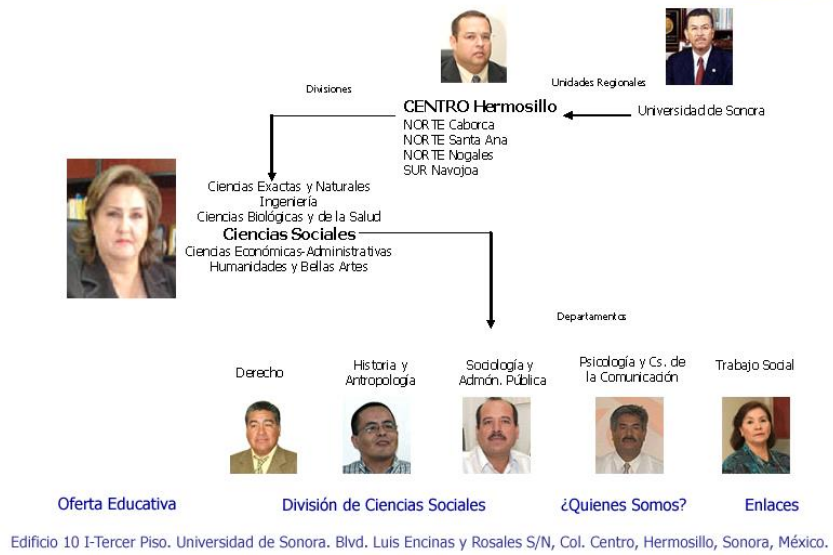 Unidades Regionales
Divisiones
CENTRO Hermosillo
Universidad de Sonora
NORTE Caborca
NORTE Santa Ana
NORTE Nogales
SUR Navojoa
Ciencias Exactas y Naturales
Ingeniería
Ciencias Biológicas y de la Salud
Ciencias Sociales
Ciencias Económicas-Administrativas
Humanidades y Bellas Artes
Departamentos
Derecho
Historia y
Antropología
Sociología y
Admón. Pública
Psicología y Cs. de
la Comunicación
Trabajo Social
Oferta Educativa
División de Ciencias Sociales
¿Quienes Somos?
Enlaces
Edificio 10 I-Tercer Piso. Universidad de Sonora. Blvd. Luis Encinas y Rosales S/N, Col. Centro, Hermosillo, Sonora, México.